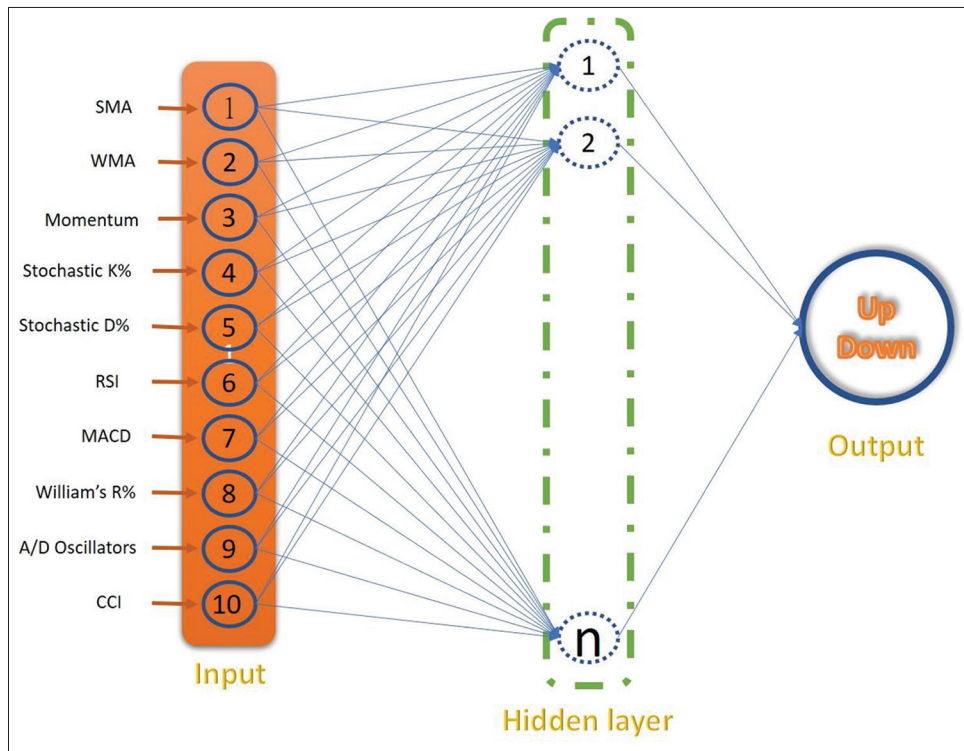 SMA 1
WMA 2
Momentum 3
Stochastic K% 4
Stochastic D% 5
RSI 6
MACD 7
William's R% 8
A/D Oscillators 9
CCI 10
Input
1
2
n
Hidden layer
Up
Down
Output